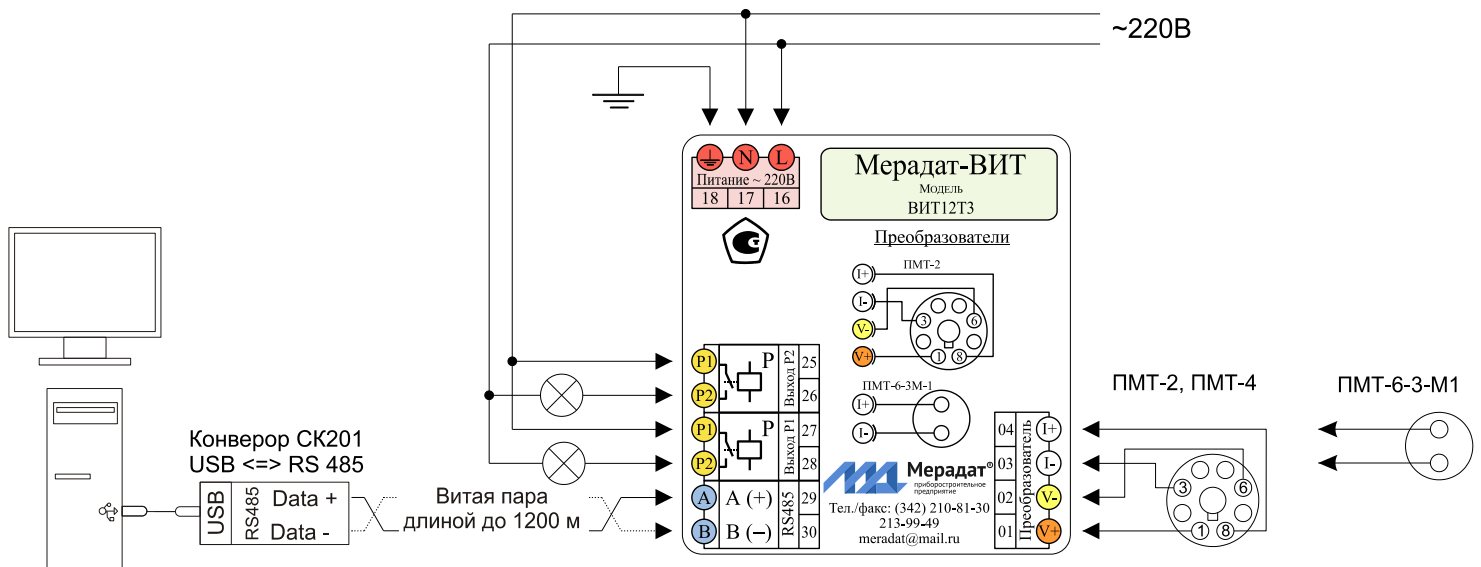 ~220В
N L
Питание ~ 220В
18 17 16
Мерадат-ВИТ
Модель
ВИТ12Т3
Преобразователи
I+ ПМТ-2
I-
V-
V+
3 6
1 8
ПМТ-6-3М-1
I+
I-
P1 P Выход P2 25
P2 26
P1 P Выход P1 27
P2 28
A A (+) RS485 29
B B (−) 30
Мерадат®
приборостроительное
предприятие
Тел./факс: (342) 210-81-30
213-99-49
meradat@mail.ru
Преобразователь
04 I+
03 I-
02 V-
01 V+
ПМТ-2, ПМТ-4
3 6
1 8
ПМТ-6-3-М1
Конверор СК201
USB <=> RS 485
USB RS485 Data +
Data -
Витая пара
длиной до 1200 м